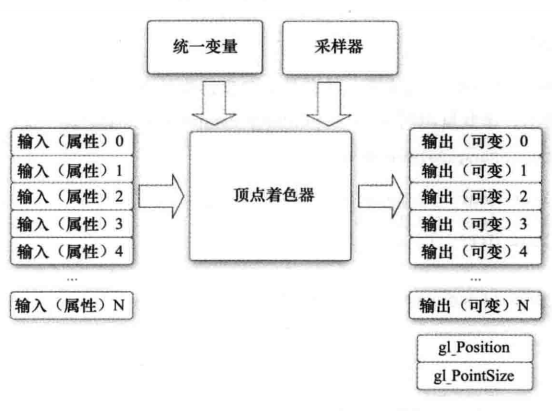 统一变量
采样器
输入（属性）0
输入（属性）1
输入（属性）2
输入（属性）3
输入（属性）4
...
输入（属性）N
顶点着色器
输出（可变）0
输出（可变）1
输出（可变）2
输出（可变）3
输出（可变）4
...
输出（可变）N
gl_Position
gl_PointSize